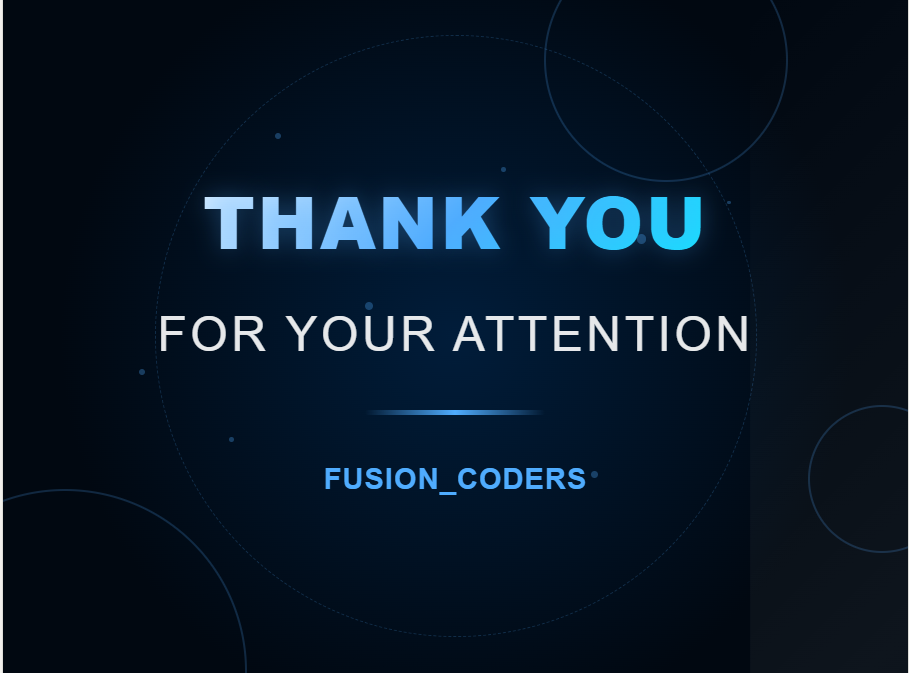 THANK YOU
FOR YOUR ATTENTION
FUSION_CODERS